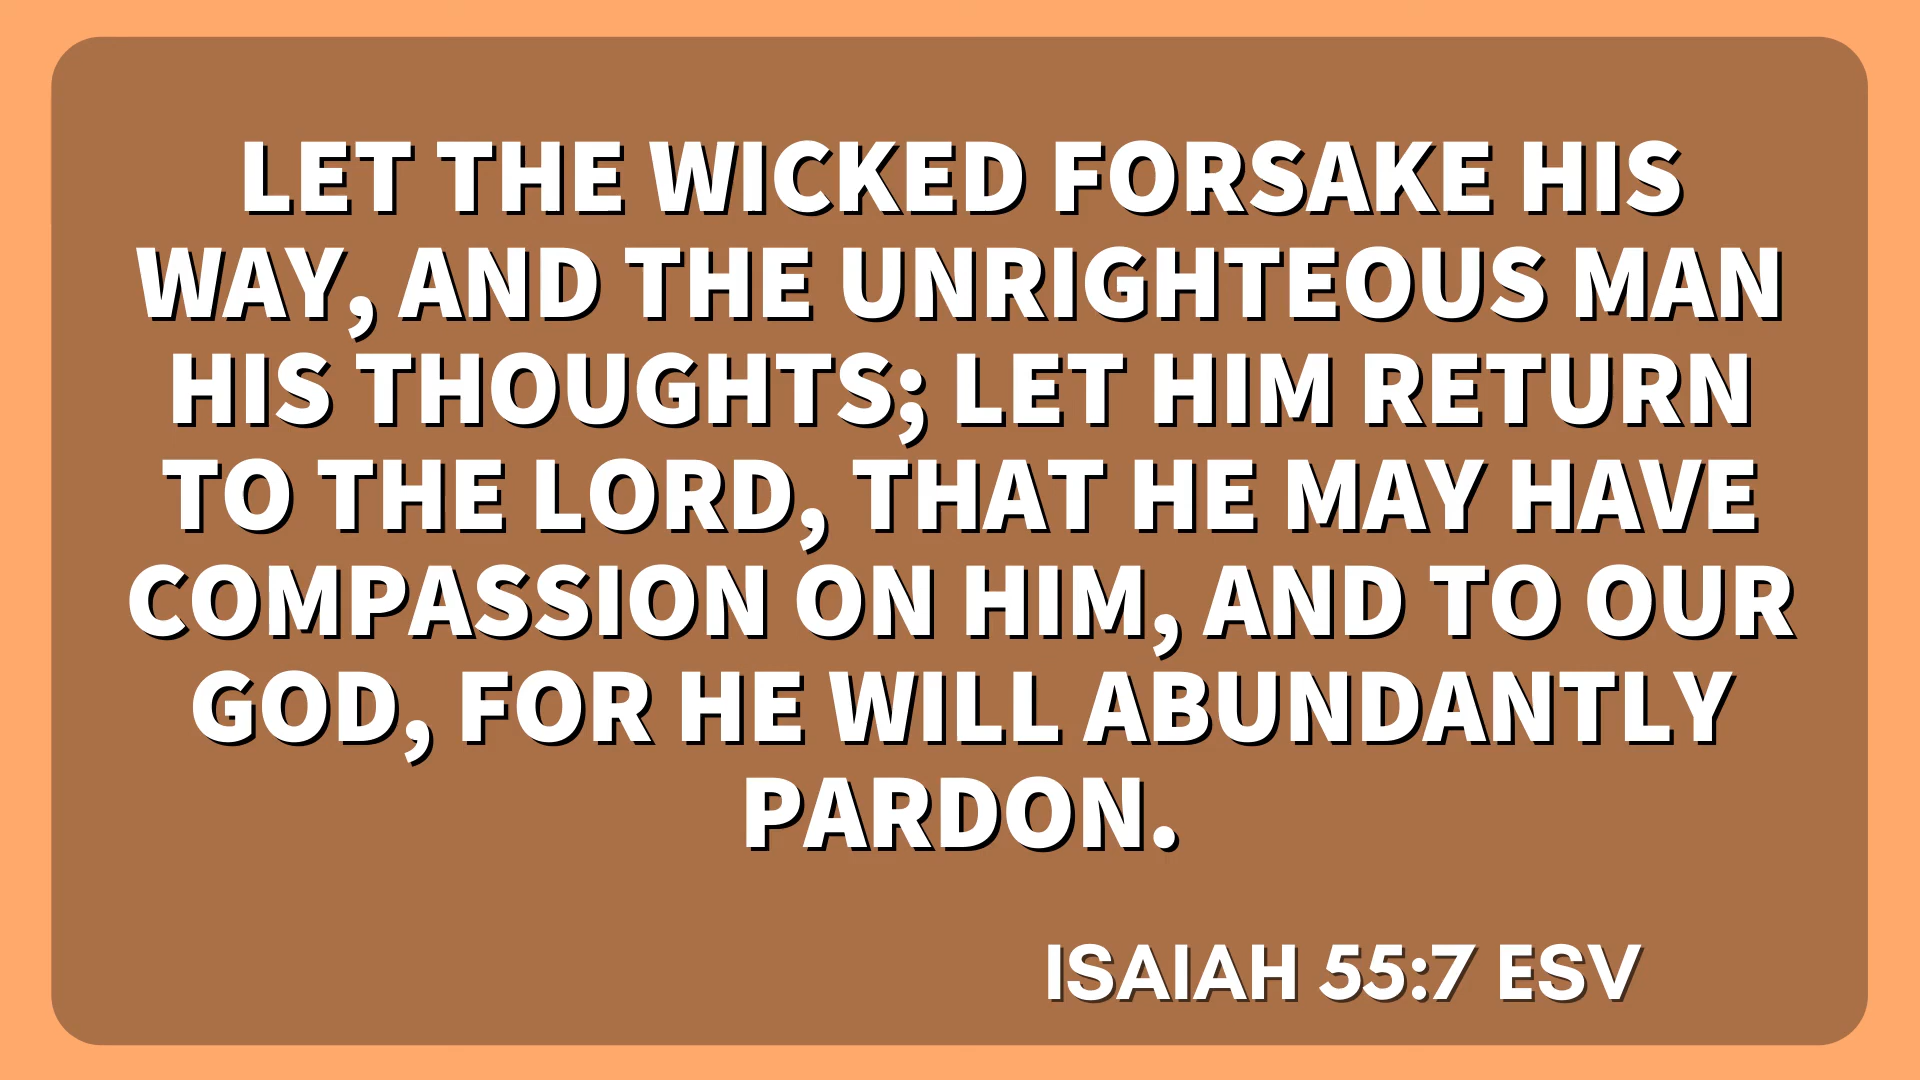 LET THE WICKED FORSAKE HIS
WAY, AND THE UNRIGHTEOUS MAN
HIS THOUGHTS; LET HIM RETURN
TO THE LORD, THAT HE MAY HAVE
COMPASSION ON HIM, AND TO OUR
GOD, FOR HE WILL ABUNDANTLY
PARDON.
ISAIAH 55:7 ESV